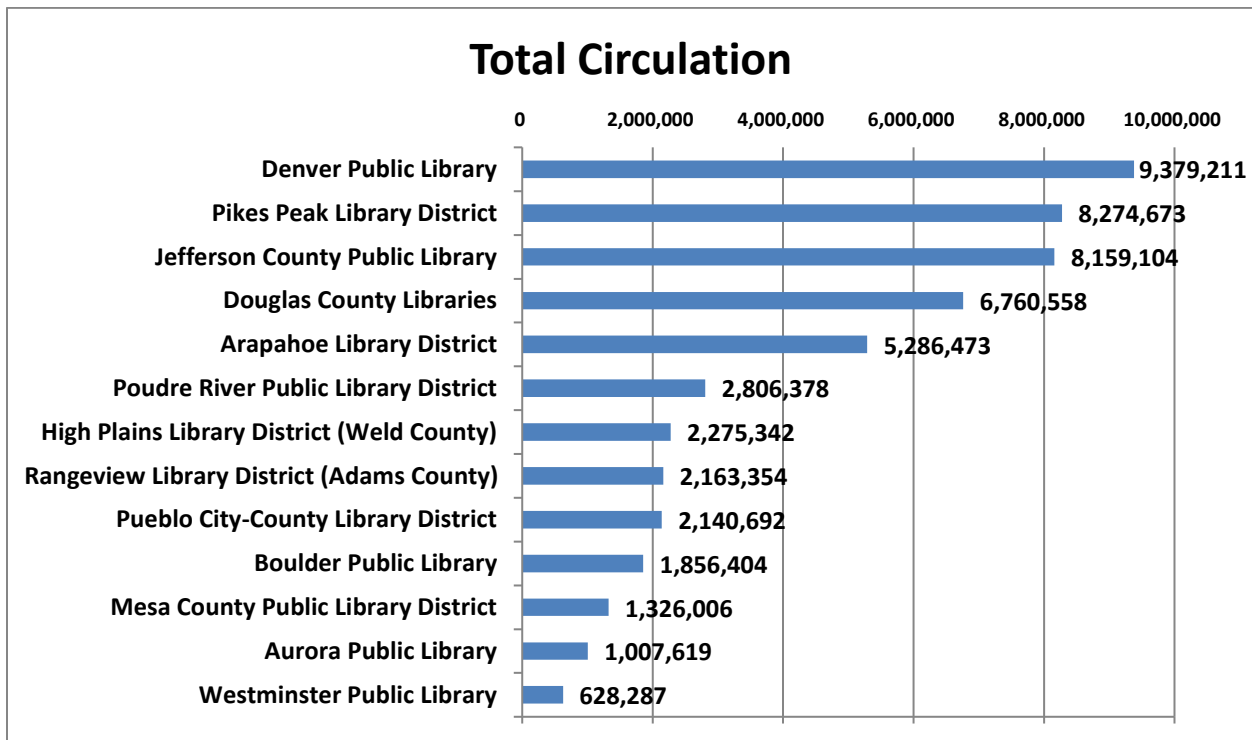 Total Circulation
0 2,000,000 4,000,000 6,000,000 8,000,000 10,000,000
Denver Public Library 9,379,211
Pikes Peak Library District 8,274,673
Jefferson County Public Library 8,159,104
Douglas County Libraries 6,760,558
Arapahoe Library District 5,286,473
Poudre River Public Library District 2,806,378
High Plains Library District (Weld County) 2,275,342
Rangeview Library District (Adams County) 2,163,354
Pueblo City-County Library District 2,140,692
Boulder Public Library 1,856,404
Mesa County Public Library District 1,326,006
Aurora Public Library 1,007,619
Westminster Public Library 628,287